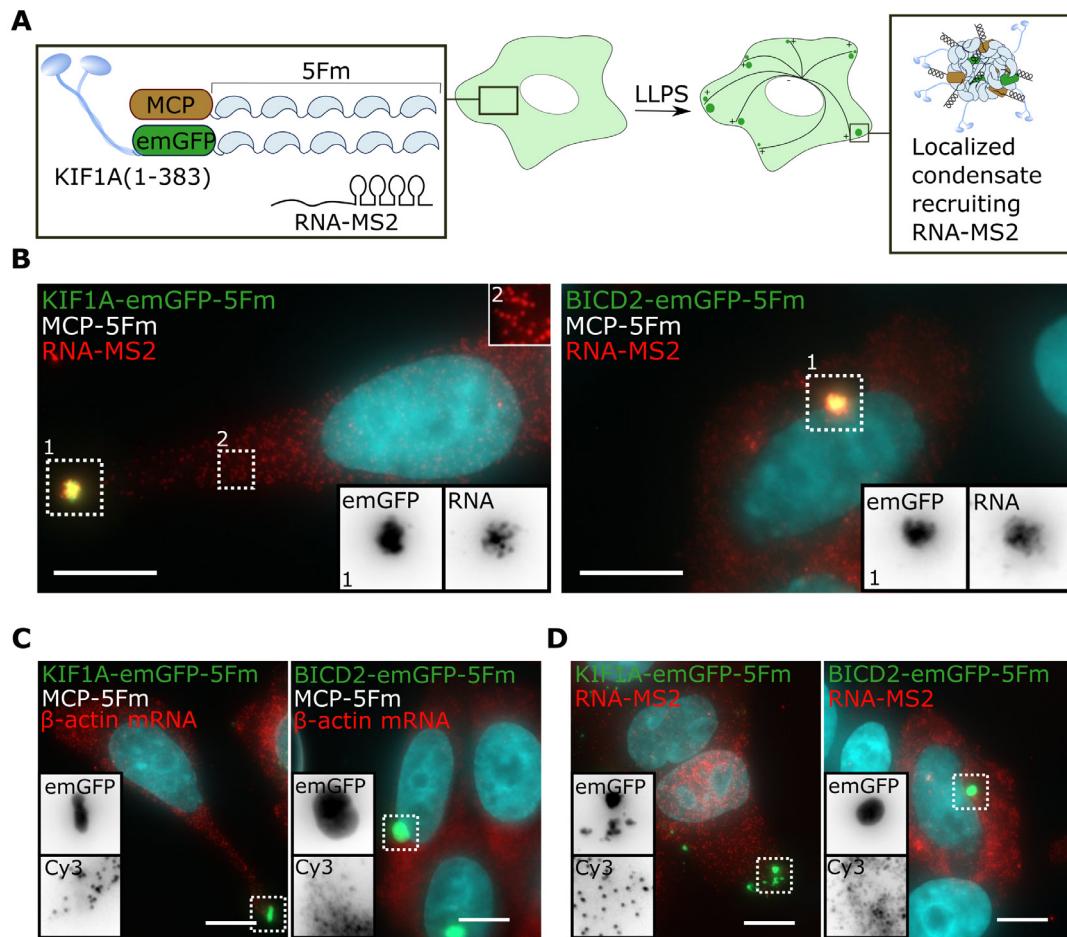 A
5Fm
MCP
emGFP
KIF1A(1-383)
RNA-MS2
LLPS
+
+
+
+
+
+
Localized
condensate
recruiting
RNA-MS2
B
KIF1A-emGFP-5Fm
MCP-5Fm
RNA-MS2
2
1
2
emGFP
RNA
1
BICD2-emGFP-5Fm
MCP-5Fm
RNA-MS2
1
emGFP
RNA
1
C
KIF1A-emGFP-5Fm
MCP-5Fm
β-actin mRNA
emGFP
Cy3
BICD2-emGFP-5Fm
MCP-5Fm
β-actin mRNA
emGFP
Cy3
D
KIF1A-emGFP-5Fm
RNA-MS2
emGFP
Cy3
BICD2-emGFP-5Fm
RNA-MS2
emGFP
Cy3